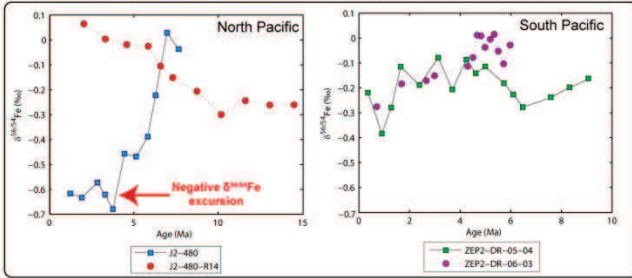 North Pacific
0.1
0
-0.1
-0.2
-0.3
-0.4
-0.5
-0.6
-0.7
δ56/54Fe (‰)
0
5
10
15
Age (Ma)
Negative δ56/54Fe
excursion
J2-480
J2-480-R14
South Pacific
0.1
0
-0.1
-0.2
-0.3
-0.4
-0.5
-0.6
-0.7
δ56/54Fe (‰)
0
2
4
6
8
10
Age (Ma)
ZEP2-DR-05-04
ZEP2-DR-06-03